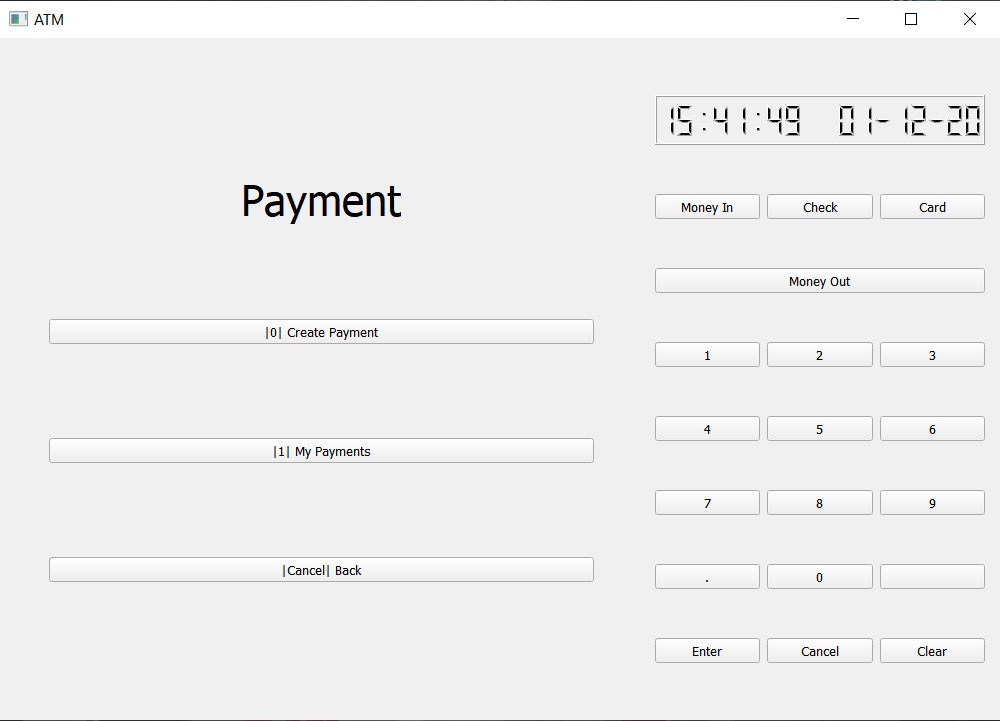 ATM
Payment
|0| Create Payment
|1| My Payments
|Cancel| Back
15:41:49 01-12-20
Money In Check Card
Money Out
1 2 3
4 5 6
7 8 9
. 0
Enter Cancel Clear